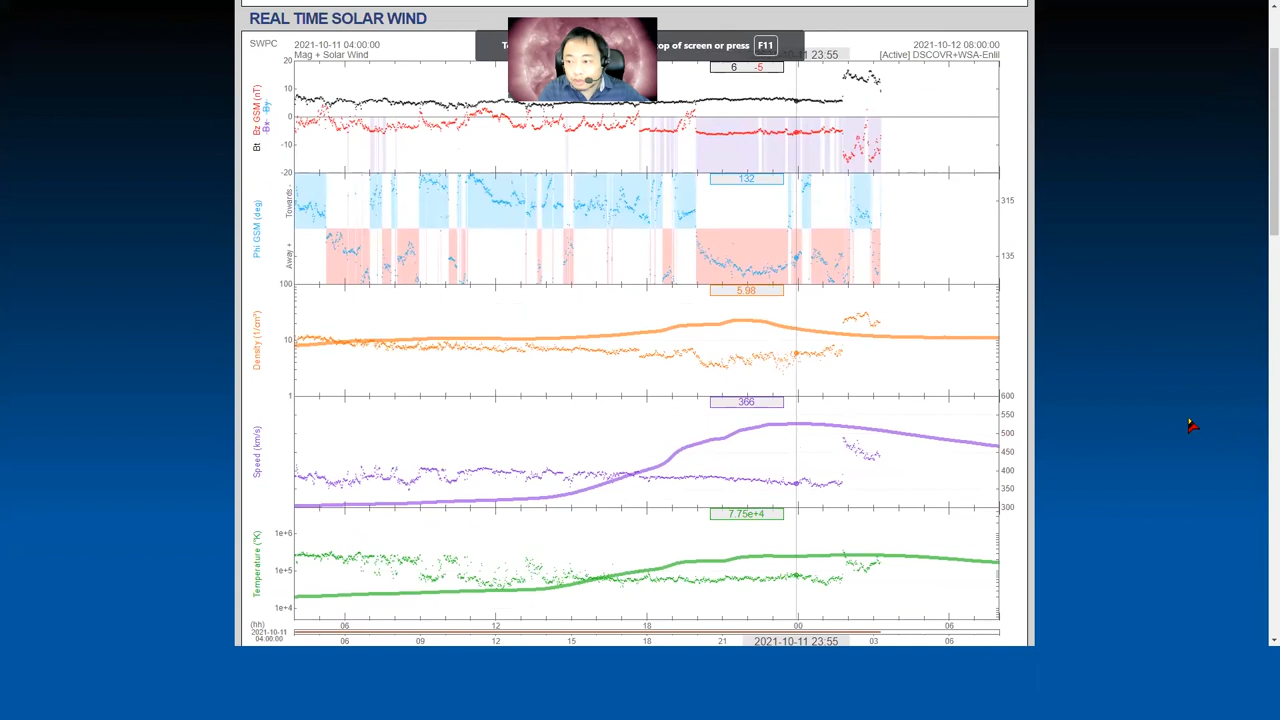 REAL TIME SOLAR WIND
SWPC
2021-10-11 04:00:00
Mag + Solar Wind
top of screen or press F11
23:55
2021-10-12 08:00:00
[Active] DSCOVR+WSA-Enlil
6 -5
Bt Bz GSM (nT)
Bx By
20
10
0
-10
-20
132
Phi GSM (deg)
Towards -
Away +
315
135
5.98
Density (1/cm³)
100
10
1
366
Speed (km/s)
600
550
500
450
400
350
300
7.75e+4
Temperature (°K)
1e+6
1e+5
1e+4
(hh)
06 12 18 00 06
2021-10-11
04:00:00
06 09 12 15 18 21 2021-10-11 23:55 03 06